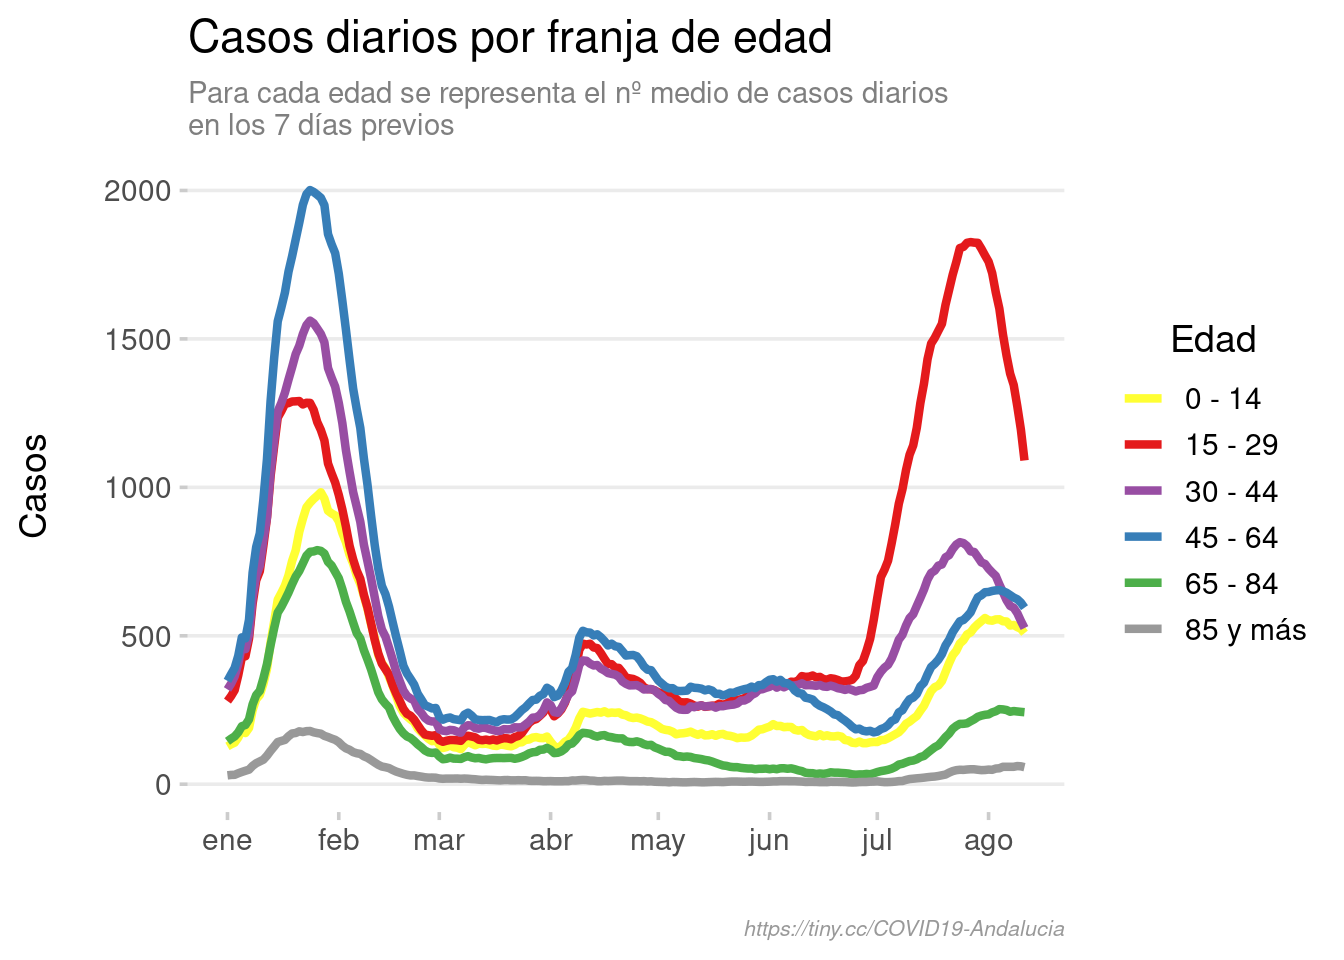 Casos diarios por franja de edad
Para cada edad se representa el nº medio de casos diarios
en los 7 días previos
Casos
2000
1500
1000
500
0
ene feb mar abr may jun jul ago
Edad
0 - 14
15 - 29
30 - 44
45 - 64
65 - 84
85 y más
https://tiny.cc/COVID19-Andalucia